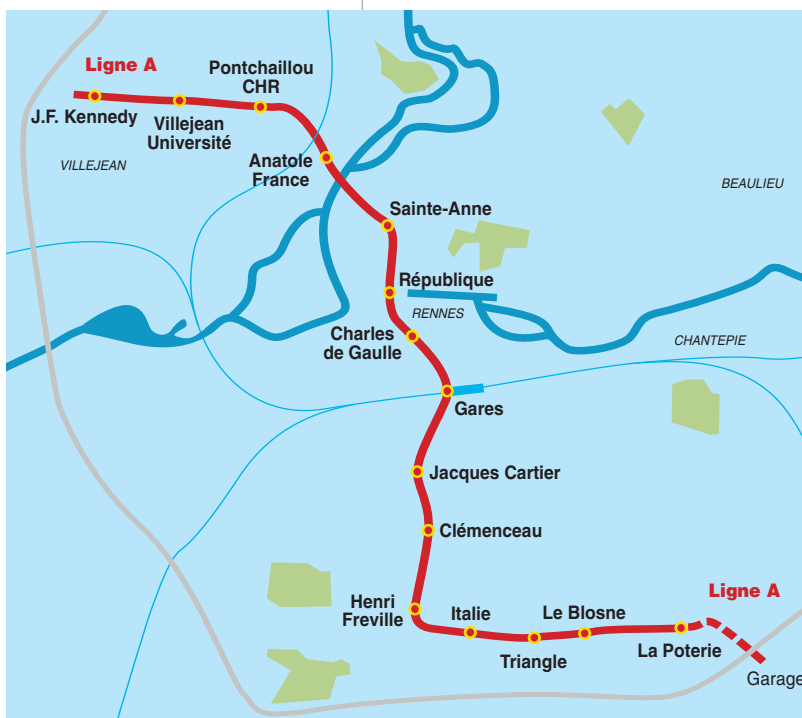 Ligne A
Pontchaillou
CHR
J.F. Kennedy
Villejean
Université
VILLEJEAN
Anatole
France
BEAULIEU
Sainte-Anne
République
RENNES
Charles
de Gaulle
CHANTEPIE
Gares
Jacques Cartier
Clémenceau
Henri
Freville
Italie
Le Blosne
Ligne A
Triangle
La Poterie
Garage